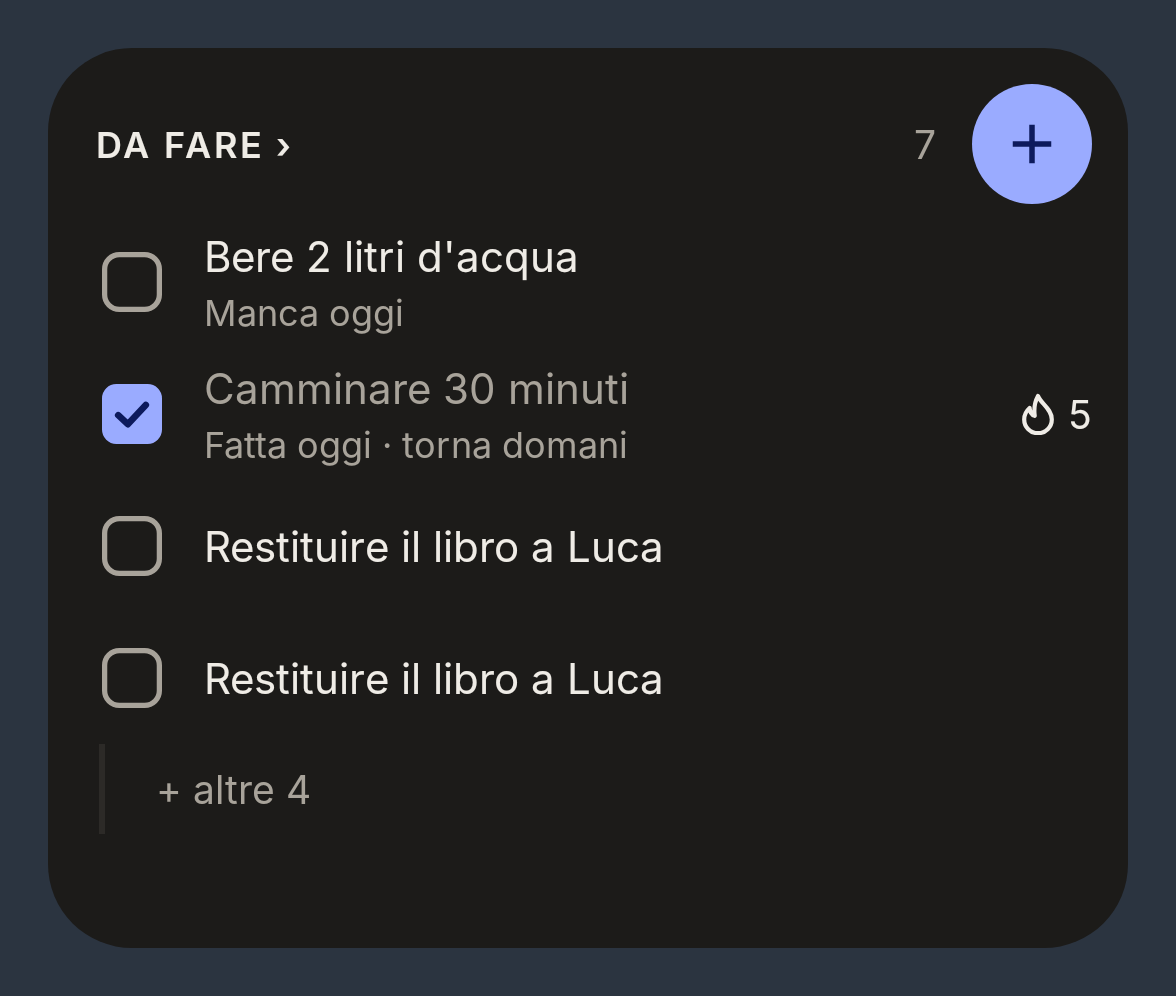 DA FARE ›
7
+
Bere 2 litri d'acqua
Manca oggi
Camminare 30 minuti
5
Fatta oggi · torna domani
Restituire il libro a Luca
Restituire il libro a Luca
+ altre 4